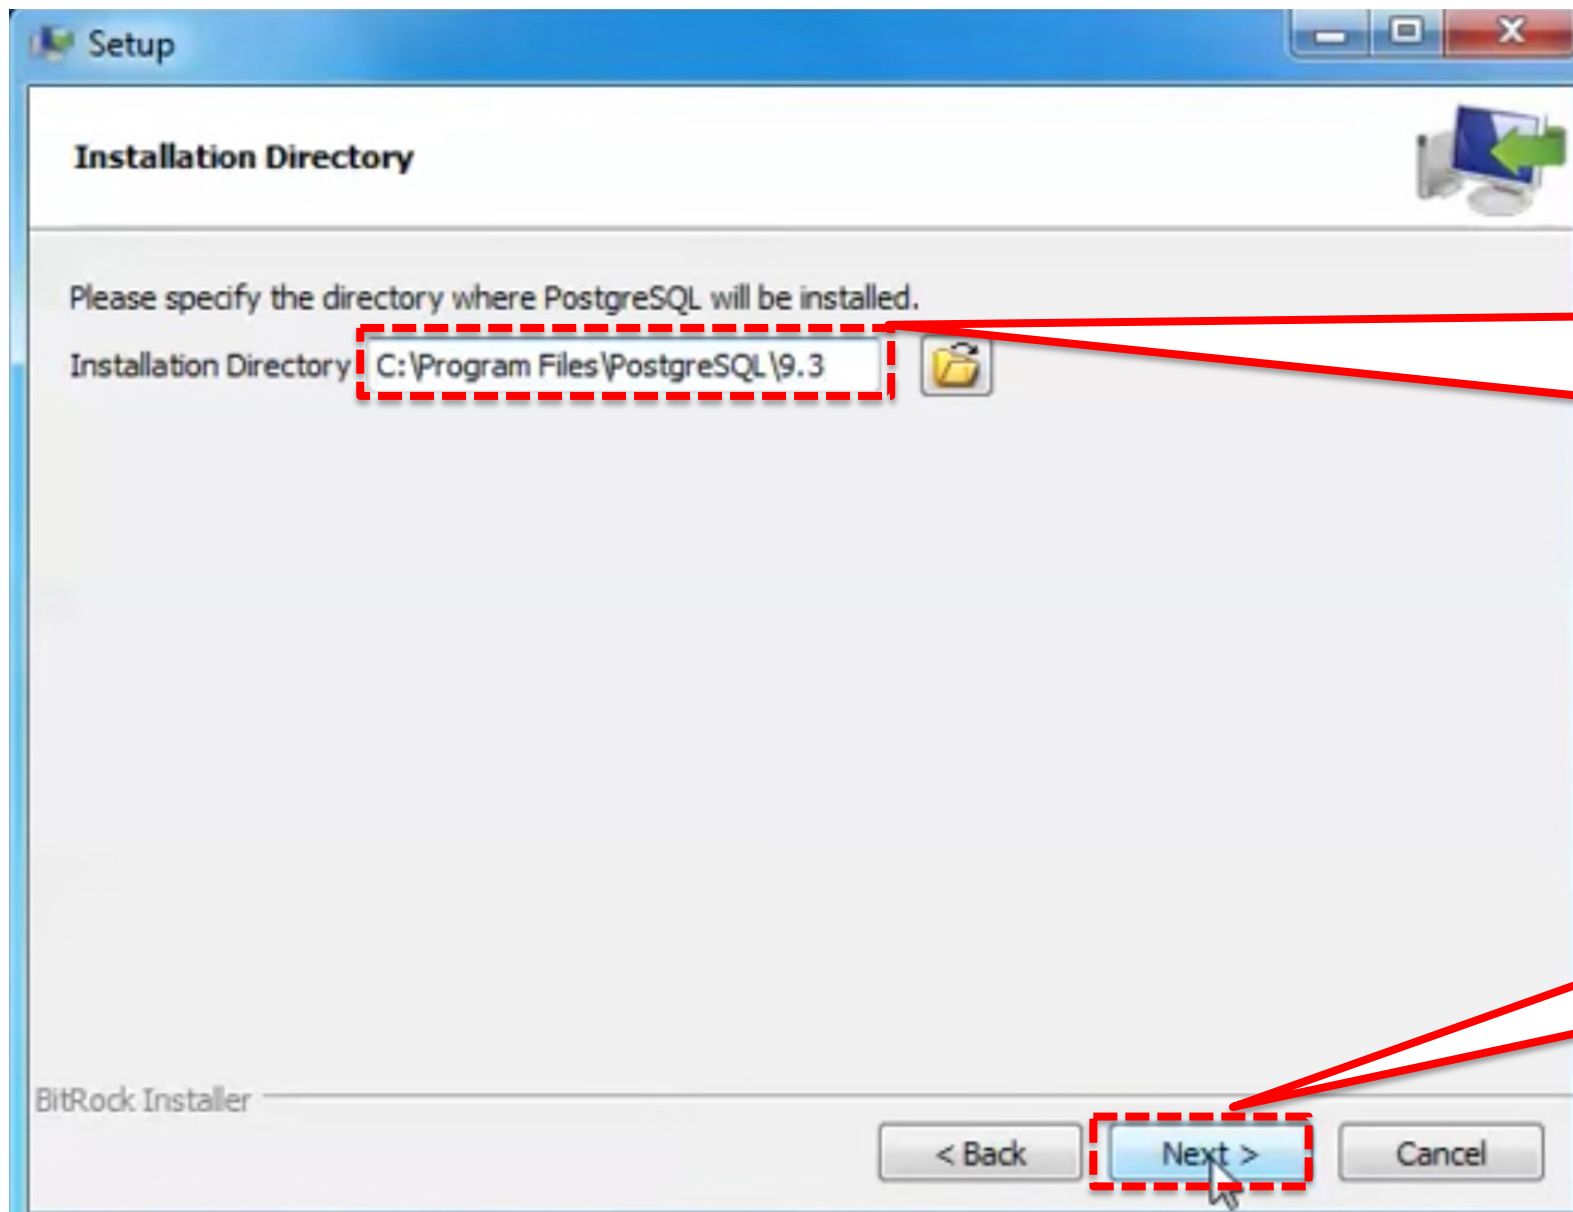 Setup
Installation Directory
Please specify the directory where PostgreSQL will be installed.
Installation Directory C:\Program Files\PostgreSQL\9.3
BitRock Installer
< Back Next > Cancel